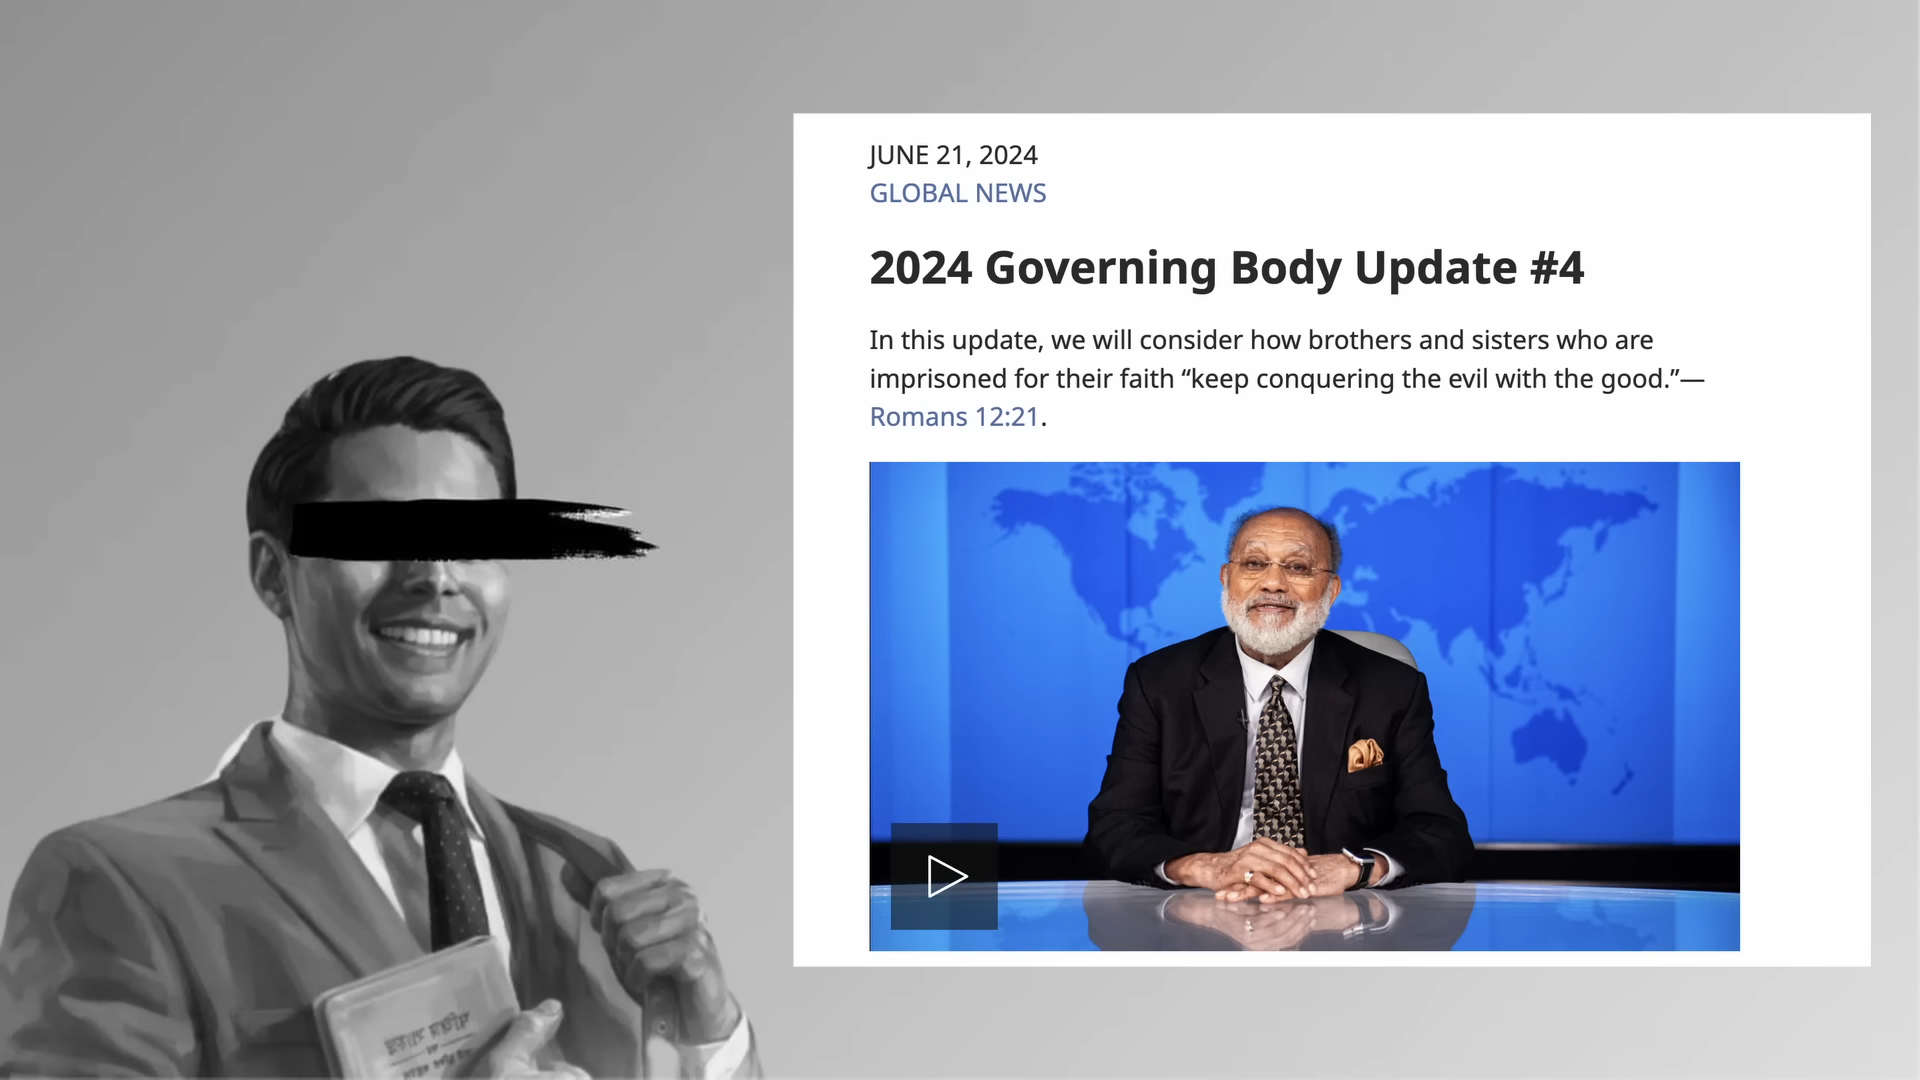 JUNE 21, 2024
GLOBAL NEWS
2024 Governing Body Update #4
In this update, we will consider how brothers and sisters who are
imprisoned for their faith “keep conquering the evil with the good.”—
Romans 12:21.